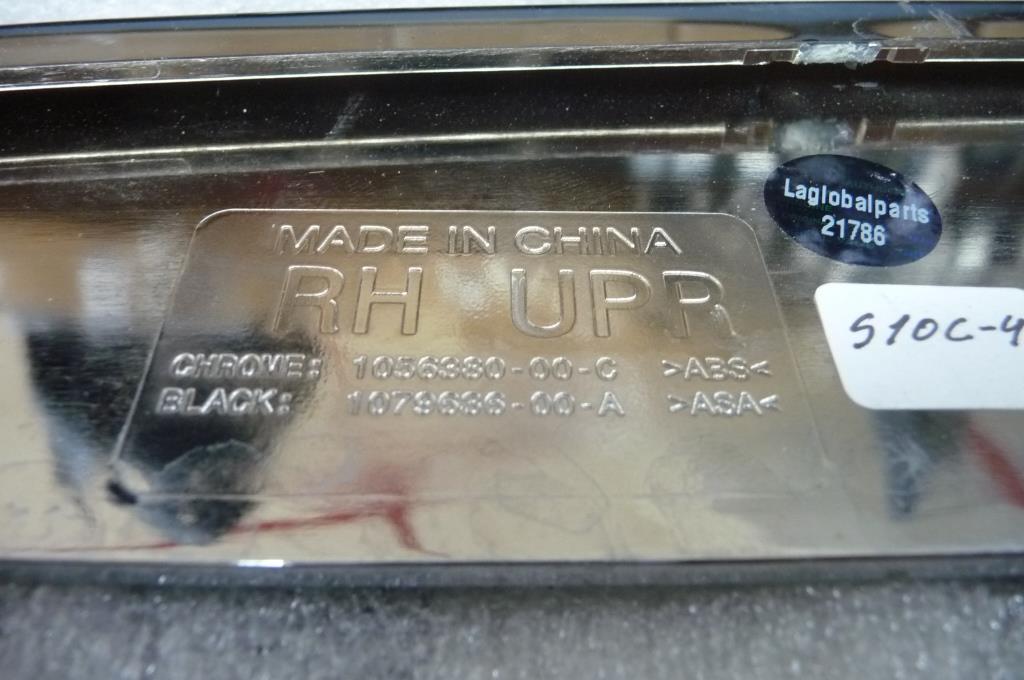 Laglobalparts
21786
MADE IN CHINA
RH UPR
S10C-4
CHROME: 1056380-00-C >ABS<
BLACK: 1079636-00-A >ASA<